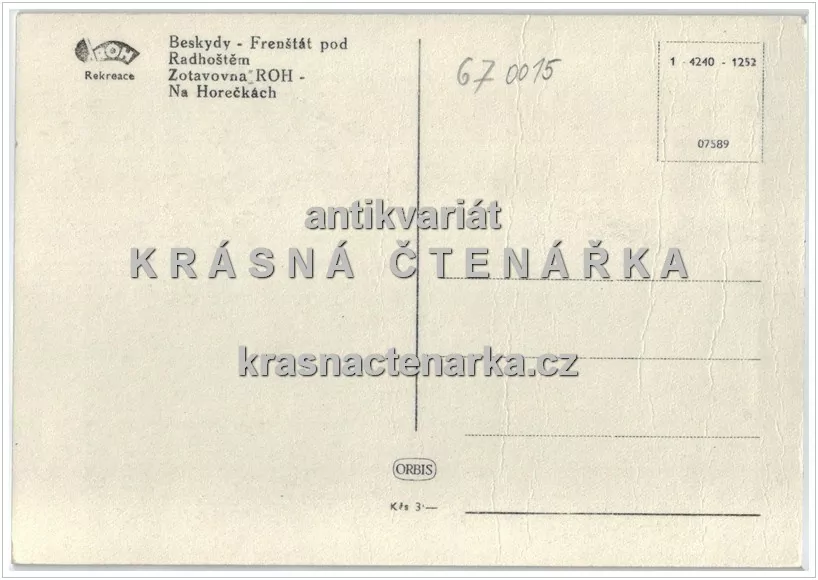 ROH
Rekreace
Beskydy - Frenštát pod
Radhoštěm
Zotavovna ROH -
Na Horečkách
67 0015
1 - 4240 - 1252
07589
antikvariát
KRÁSNÁ ČTENÁŘKA
krasnactenarka.cz
ORBIS
Kčs 3·—